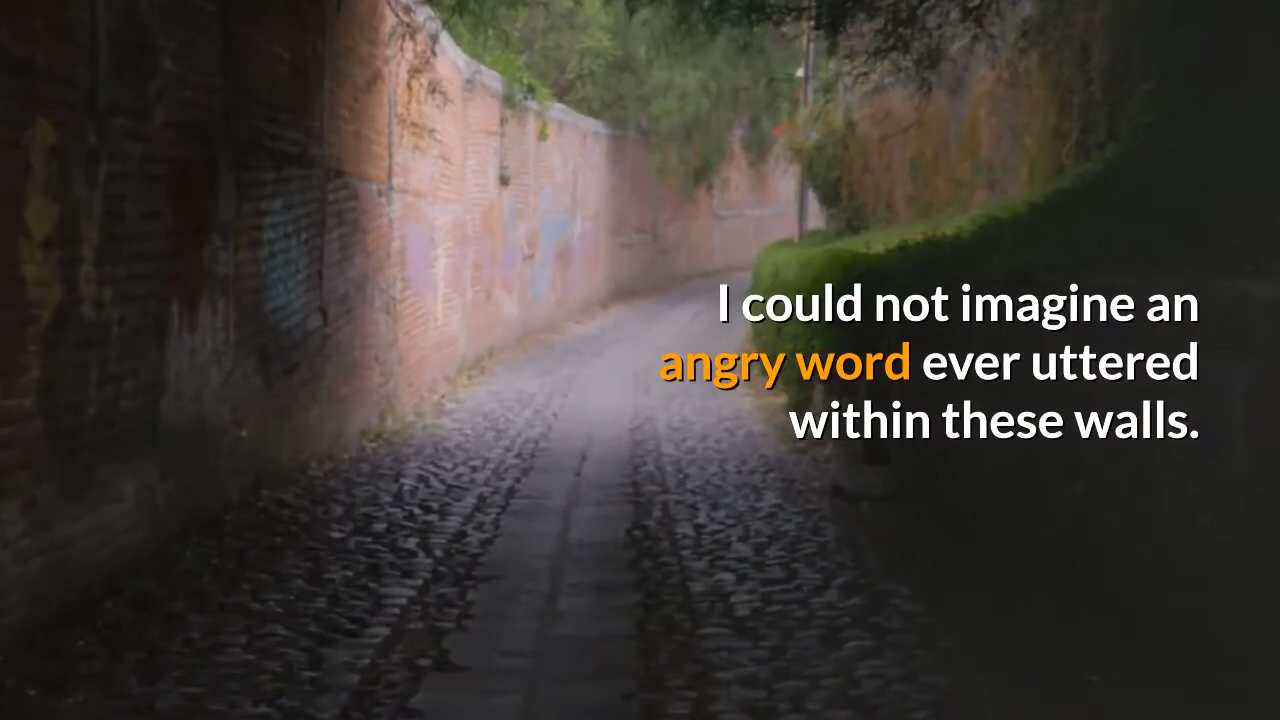 I could not imagine an
angry word ever uttered
within these walls.